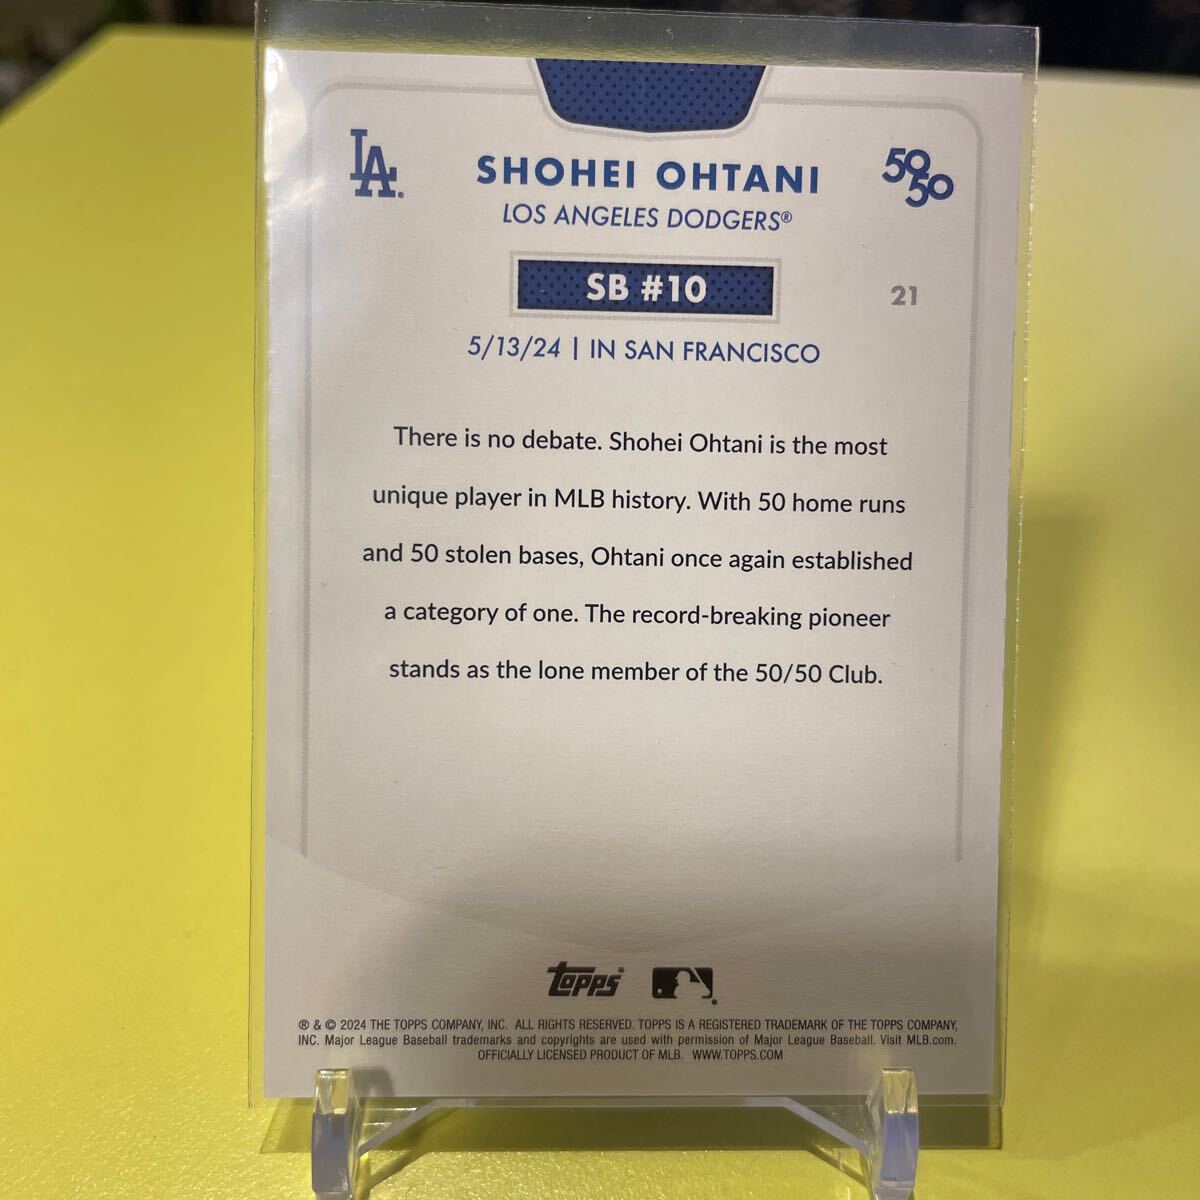 LA®
SHOHEI OHTANI
50/50
LOS ANGELES DODGERS®
SB #10
21
5/13/24 | IN SAN FRANCISCO
There is no debate. Shohei Ohtani is the most
unique player in MLB history. With 50 home runs
and 50 stolen bases, Ohtani once again established
a category of one. The record-breaking pioneer
stands as the lone member of the 50/50 Club.
topps®
® & © 2024 THE TOPPS COMPANY, INC. ALL RIGHTS RESERVED. TOPPS IS A REGISTERED TRADEMARK OF THE TOPPS COMPANY,
INC. Major League Baseball trademarks and copyrights are used with permission of Major League Baseball. Visit MLB.com.
OFFICIALLY LICENSED PRODUCT OF MLB. WWW.TOPPS.COM